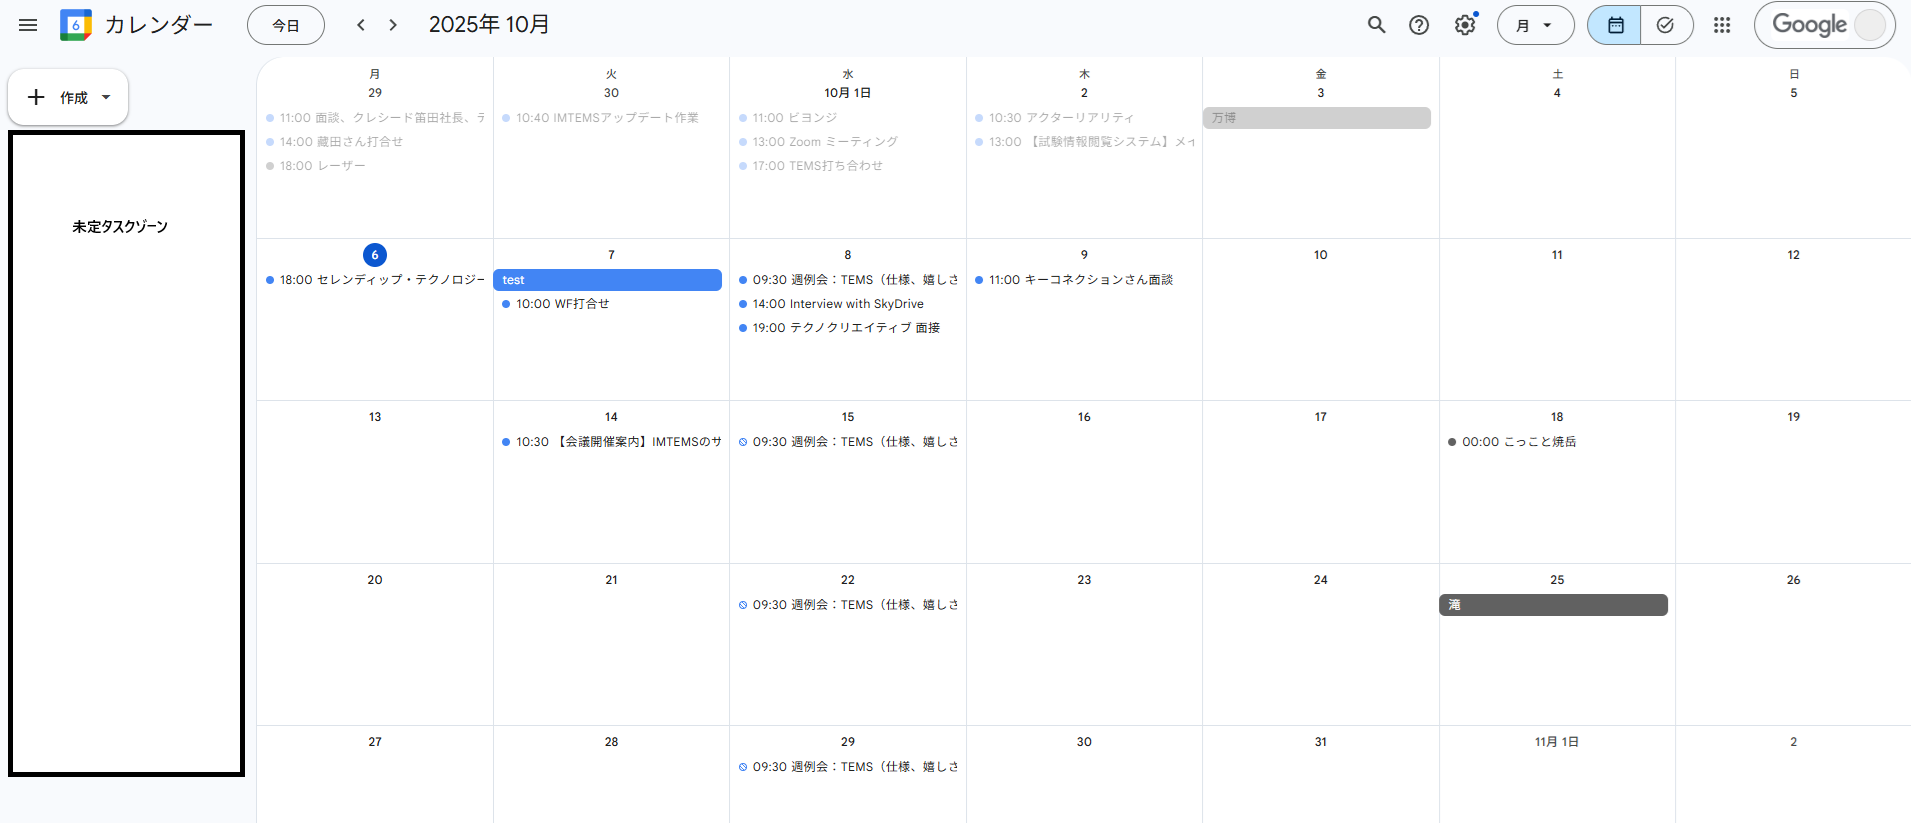 6 カレンダー 今日 2025年 10月 月 Google
作成
未定タスクゾーン
月 火 水 木 金 土 日
29 30 10月 1日 2 3 4 5
11:00 面談、クレシード笛田社長、テ
14:00 藏田さん打合せ
18:00 レーザー
10:40 IMTEMSアップデート作業
11:00 ビヨンジ
13:00 Zoom ミーティング
17:00 TEMS打ち合わせ
10:30 アクターリアリティ
13:00 【試験情報閲覧システム】メイ
万博
6 7 8 9 10 11 12
18:00 セレンディップ・テクノロジー
test
10:00 WF打合せ
09:30 週例会：TEMS（仕様、嬉しさ
14:00 Interview with SkyDrive
19:00 テクノクリエイティブ 面接
11:00 キーコネクションさん面談
13 14 15 16 17 18 19
10:30 【会議開催案内】IMTEMSのサ
09:30 週例会：TEMS（仕様、嬉しさ
00:00 こっこと焼岳
20 21 22 23 24 25 26
09:30 週例会：TEMS（仕様、嬉しさ
滝
27 28 29 30 31 11月 1日 2
09:30 週例会：TEMS（仕様、嬉しさ